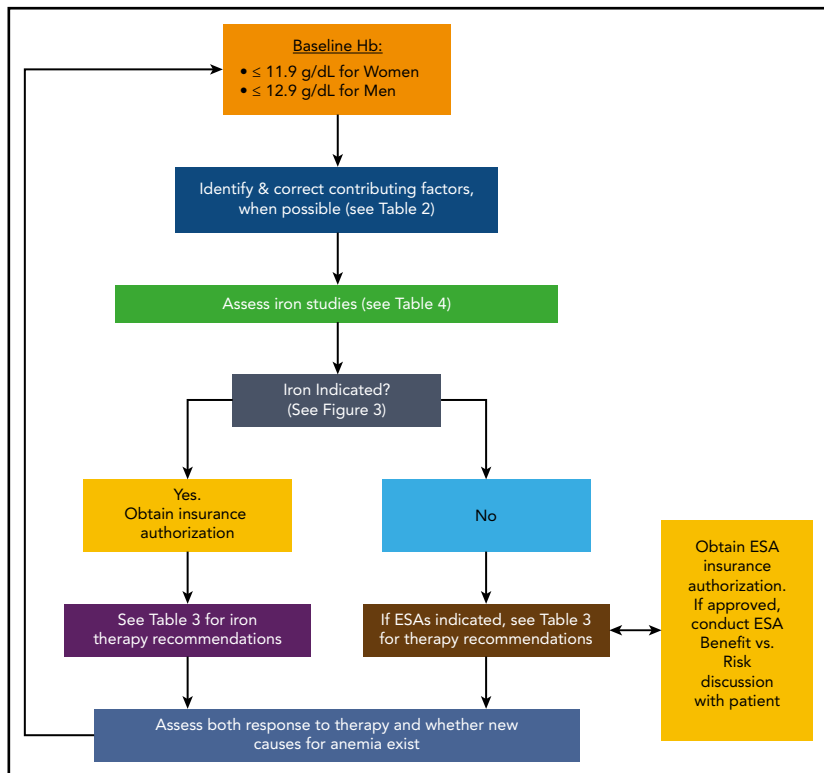 Baseline Hb:
• ≤ 11.9 g/dL for Women
• ≤ 12.9 g/dL for Men
Identify & correct contributing factors,
when possible (see Table 2)
Assess iron studies (see Table 4)
Iron Indicated?
(See Figure 3)
Yes.
Obtain insurance
authorization
No
See Table 3 for iron
therapy recommendations
If ESAs indicated, see Table 3
for therapy recommendations
Obtain ESA
insurance
authorization.
If approved,
conduct ESA
Benefit vs.
Risk
discussion
with patient
Assess both response to therapy and whether new
causes for anemia exist